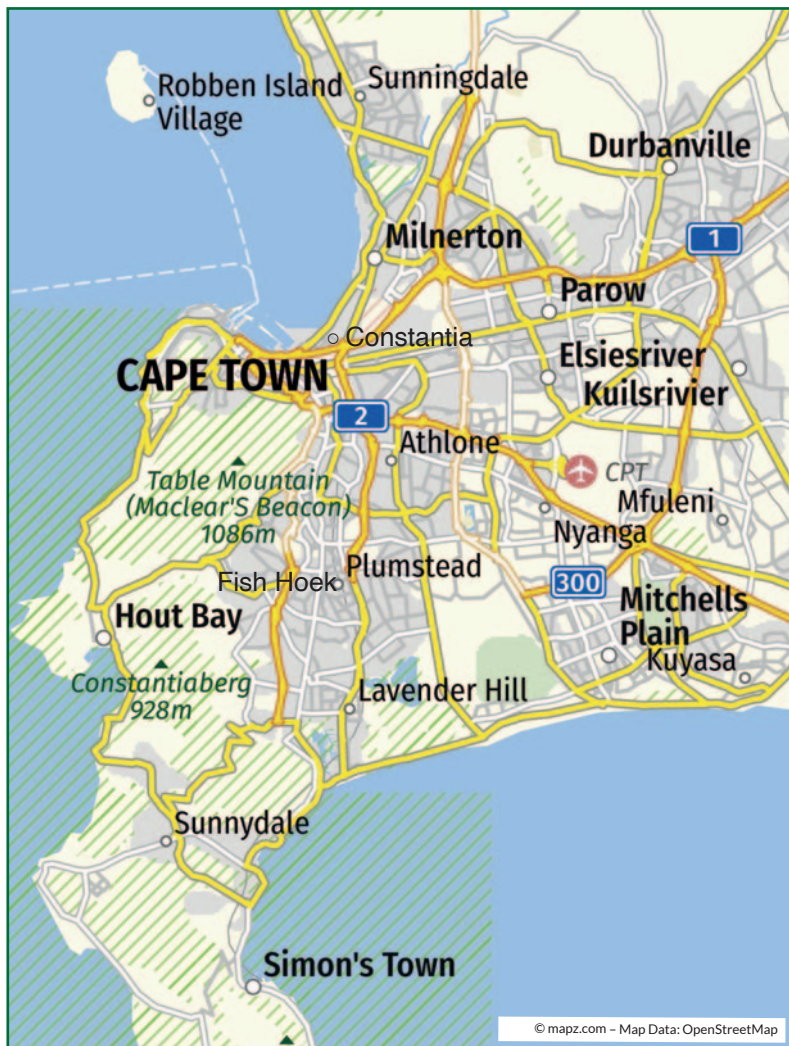 Robben Island
Village
Sunningdale
Durbanville
1
Milnerton
Parow
Constantia
CAPE TOWN
Elsiesriver
Kuilsrivier
2
Athlone
CPT
Table Mountain
(Maclear'S Beacon)
1086m
Mfuleni
Nyanga
Fish Hoek
Plumstead
300
Hout Bay
Mitchells
Plain
Kuyasa
Constantiaberg
928m
Lavender Hill
Sunnydale
Simon's Town
© mapz.com – Map Data: OpenStreetMap